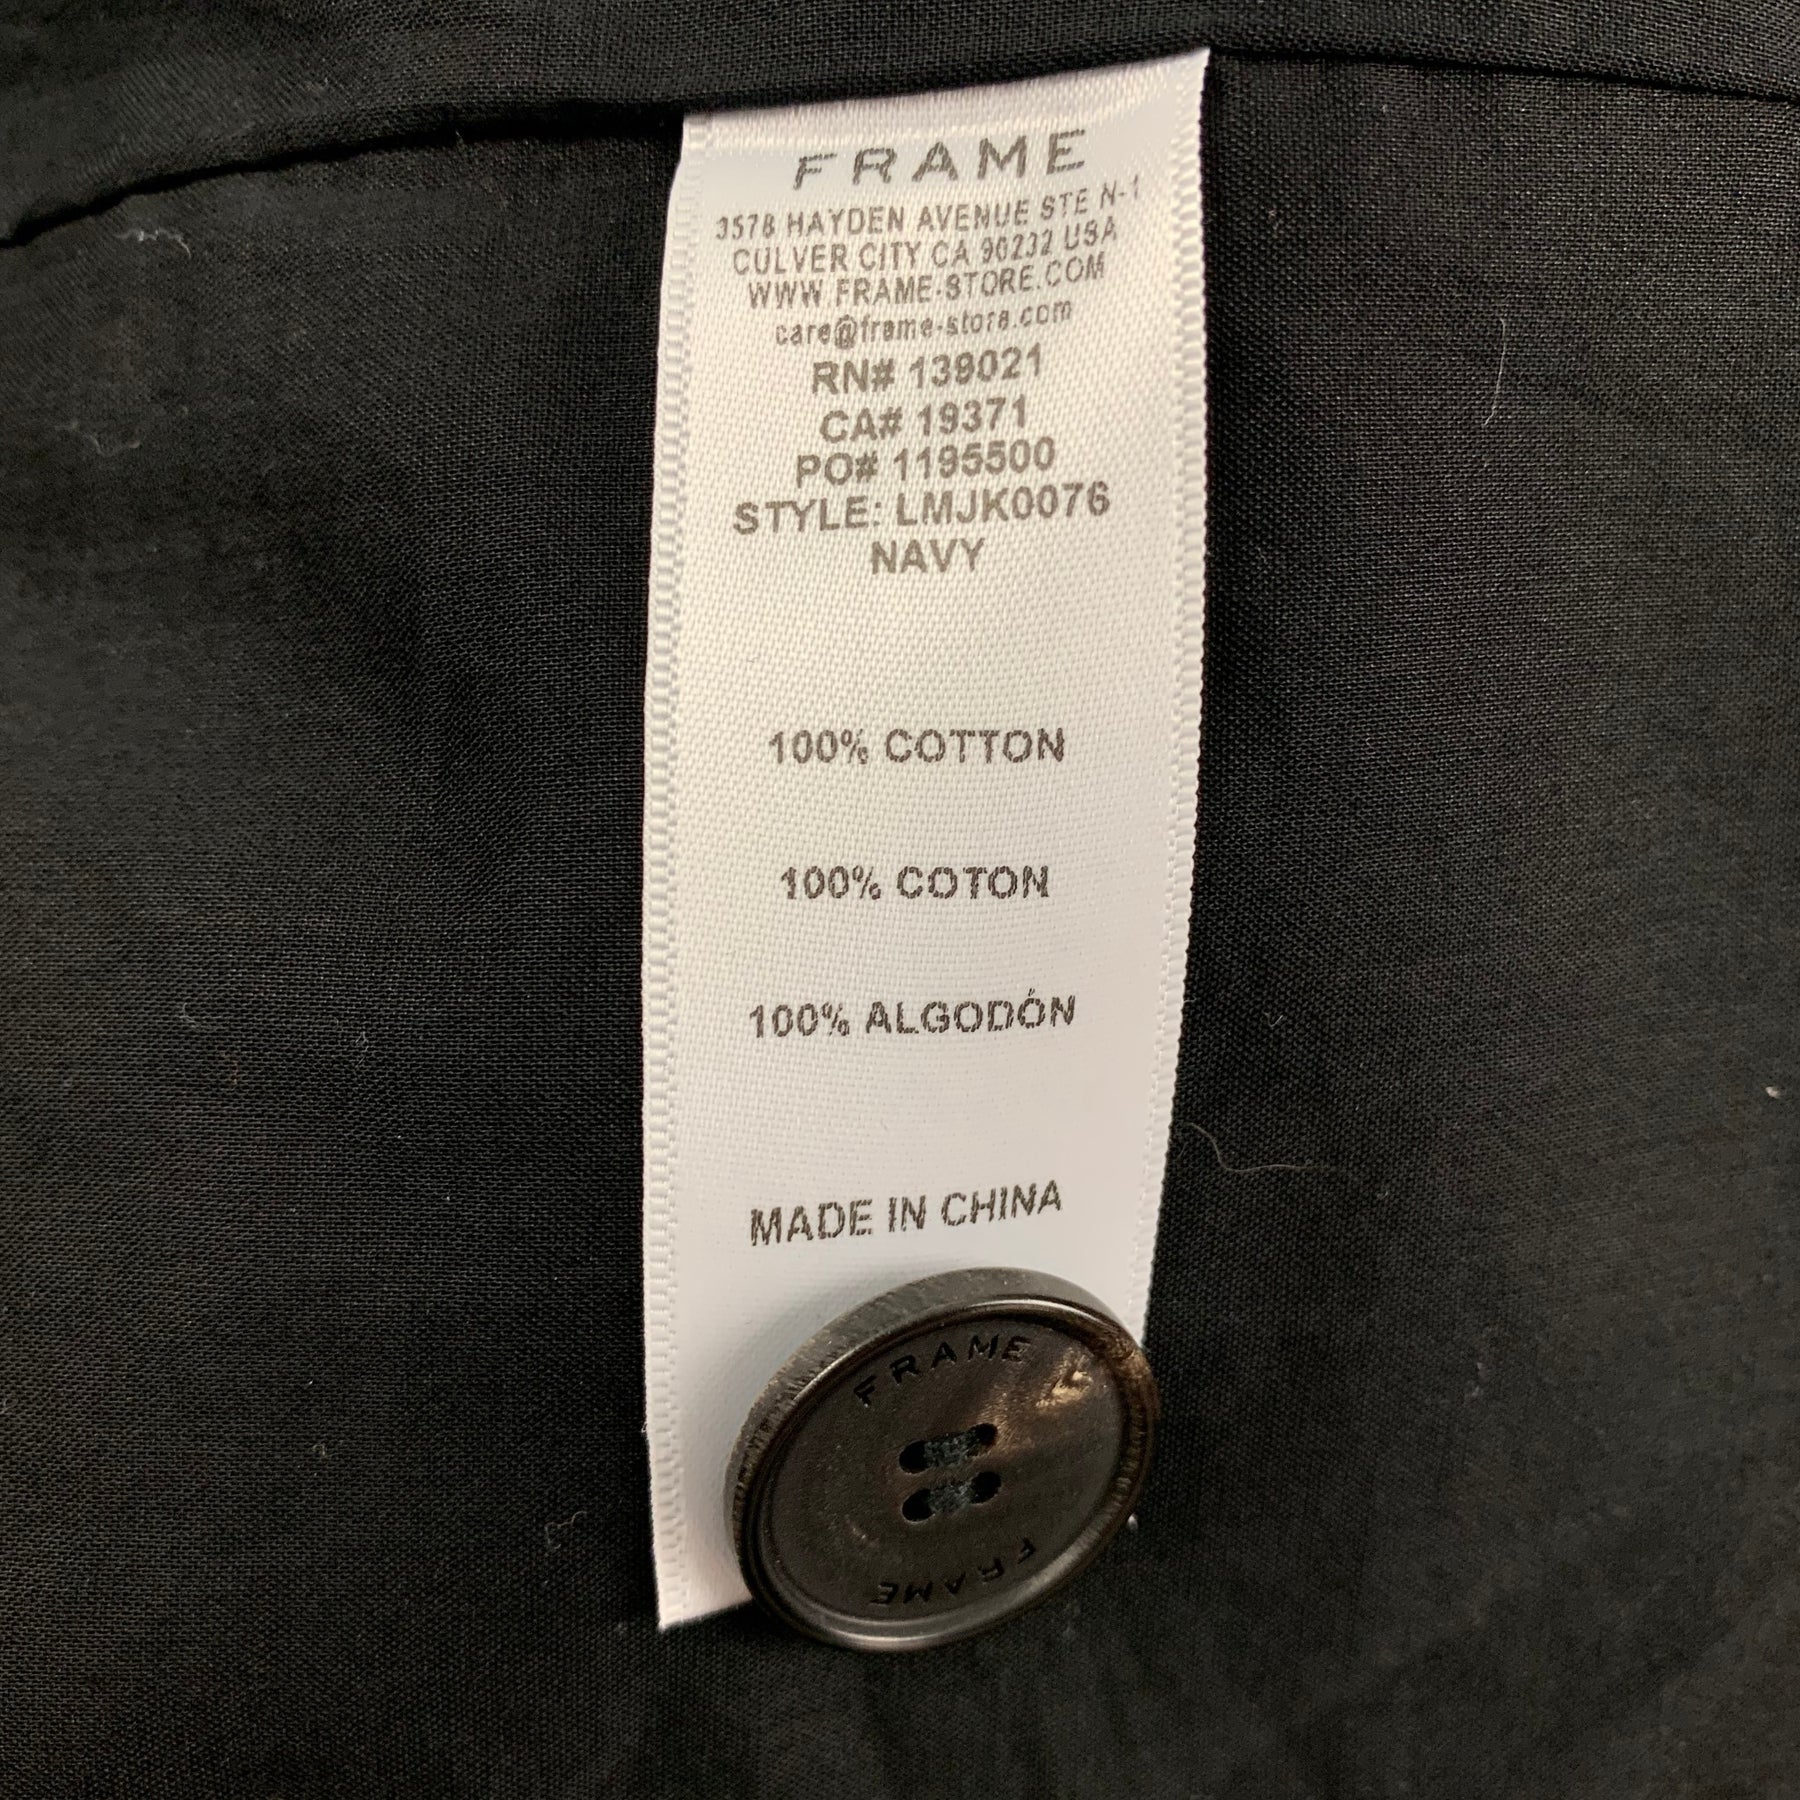 FRAME
3578 HAYDEN AVENUE STE N-1
CULVER CITY CA 90232 USA
WWW.FRAME-STORE.COM
care@frame-store.com
RN# 139021
CA# 19371
PO# 1195500
STYLE: LMJK0076
NAVY
100% COTTON
100% COTON
100% ALGODÓN
MADE IN CHINA
FRAME
FRAME